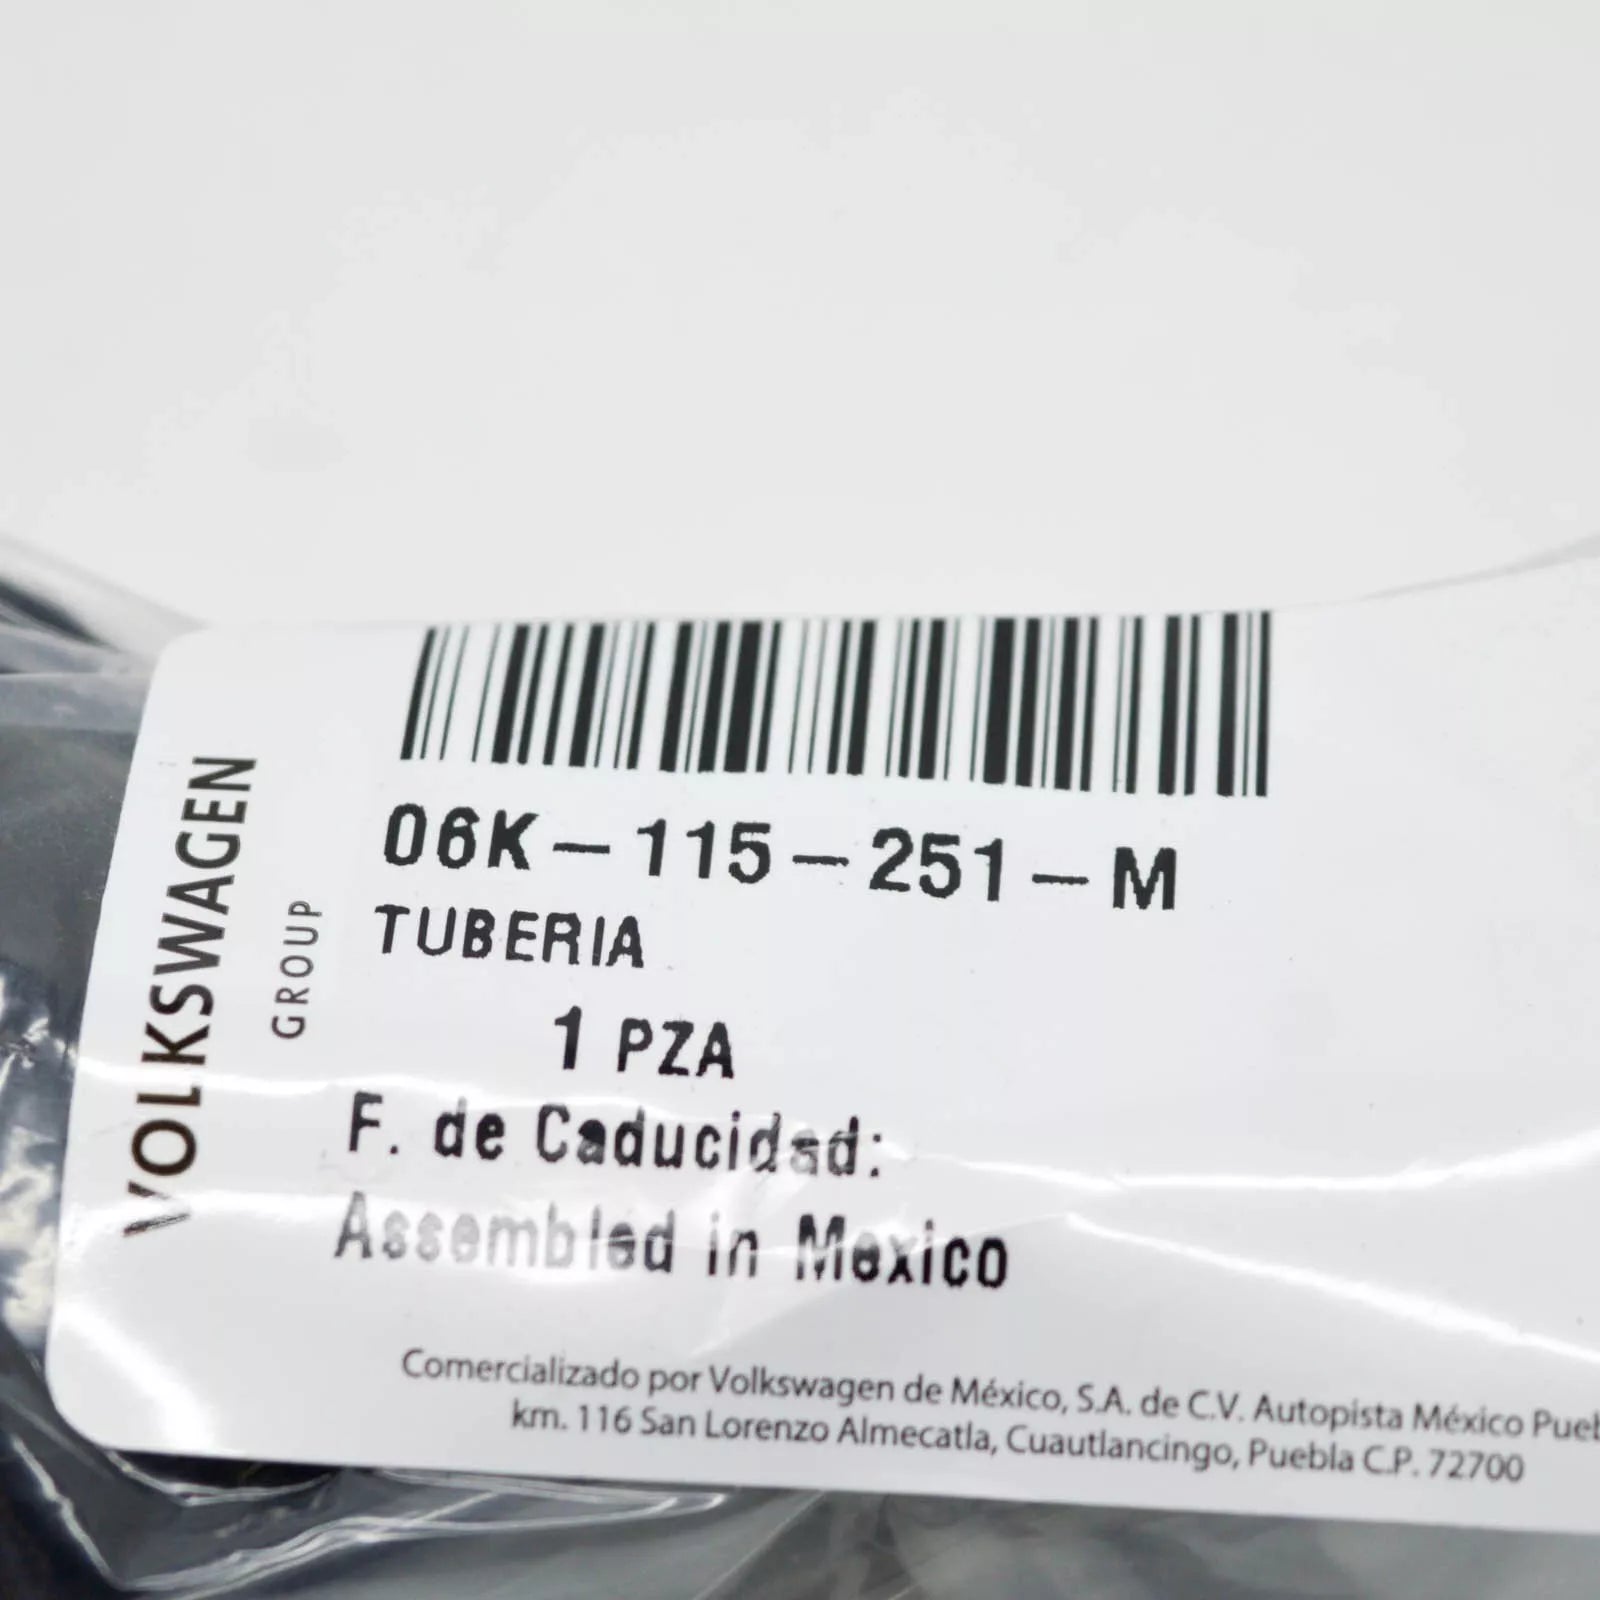 VOLKSWAGEN
GROUP
06K-115-251-M
TUBERIA
1 PZA
F. de Caducidad:
Assembled in Mexico
Comercializado por Volkswagen de México, S.A. de C.V. Autopista México
km. 116 San Lorenzo Almecatla, Cuautlancingo, Puebla C.P. 72700